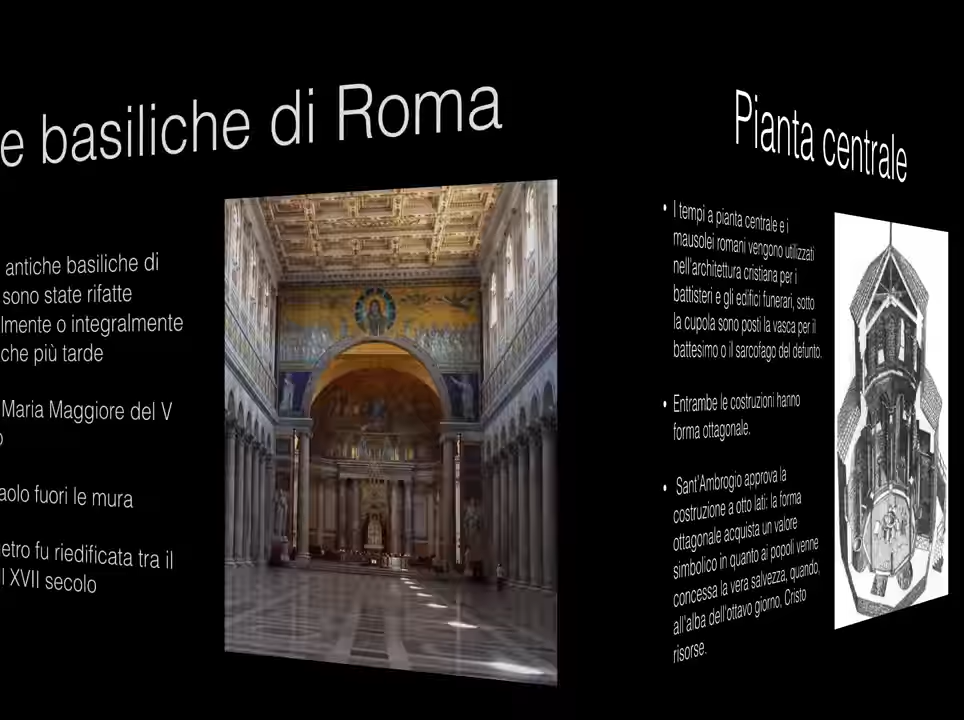 e basiliche di Roma
antiche basiliche di
sono state rifatte
lmente o integralmente
che più tarde
Maria Maggiore del V
o
aolo fuori le mura
etro fu riedificata tra il
l XVII secolo
Pianta centrale
• I tempi a pianta centrale e i
mausolei romani vengono utilizzati
nell'architettura cristiana per i
battisteri e gli edifici funerari, sotto
la cupola sono posti la vasca per il
battesimo o il sarcofago del defunto.
• Entrambe le costruzioni hanno
forma ottagonale.
• Sant'Ambrogio approva la
costruzione a otto lati: la forma
ottagonale acquista un valore
simbolico in quanto ai popoli venne
concessa la vera salvezza, quando,
all'alba dell'ottavo giorno, Cristo
risorse.